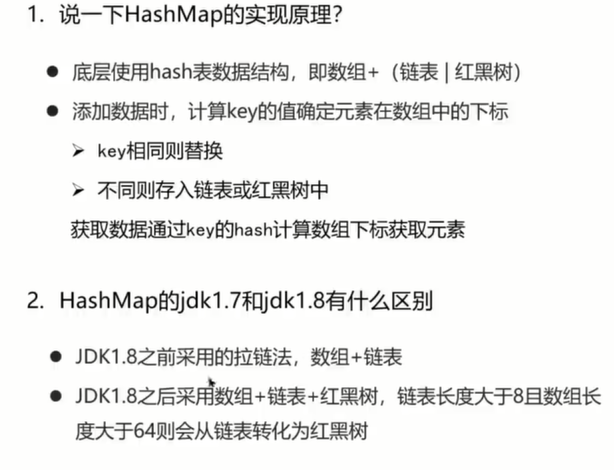 1. 说一下HashMap的实现原理？
● 底层使用hash表数据结构，即数组+（链表 | 红黑树）
● 添加数据时，计算key的值确定元素在数组中的下标
➢ key相同则替换
➢ 不同则存入链表或红黑树中
获取数据通过key的hash计算数组下标获取元素
2. HashMap的jdk1.7和jdk1.8有什么区别
● JDK1.8之前采用的拉链法，数组+链表
● JDK1.8之后采用数组+链表+红黑树，链表长度大于8且数组长
度大于64则会从链表转化为红黑树